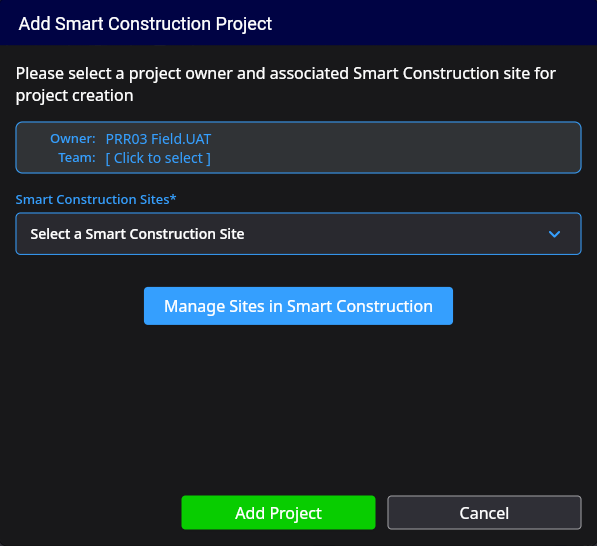 Add Smart Construction Project
Please select a project owner and associated Smart Construction site for
project creation
Owner: PRR03 Field.UAT
Team: [ Click to select ]
Smart Construction Sites*
Select a Smart Construction Site
Manage Sites in Smart Construction
Add Project
Cancel